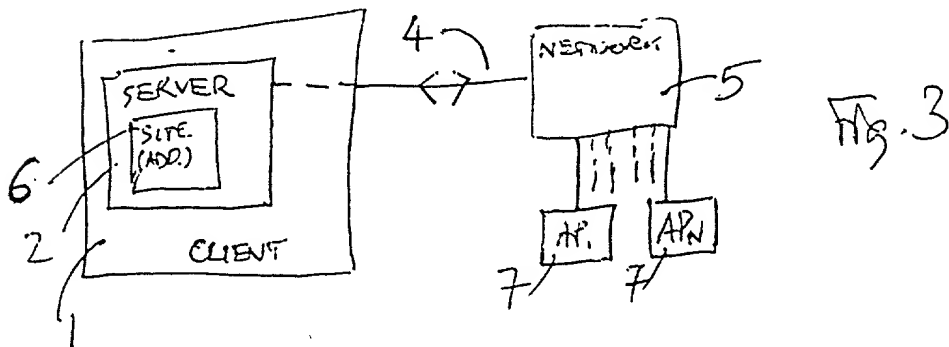 4
NETWORK
5
SERVER
SITE.
(ADD.)
6
2
CLIENT
1
AP1
APN
7
7
Fig. 3